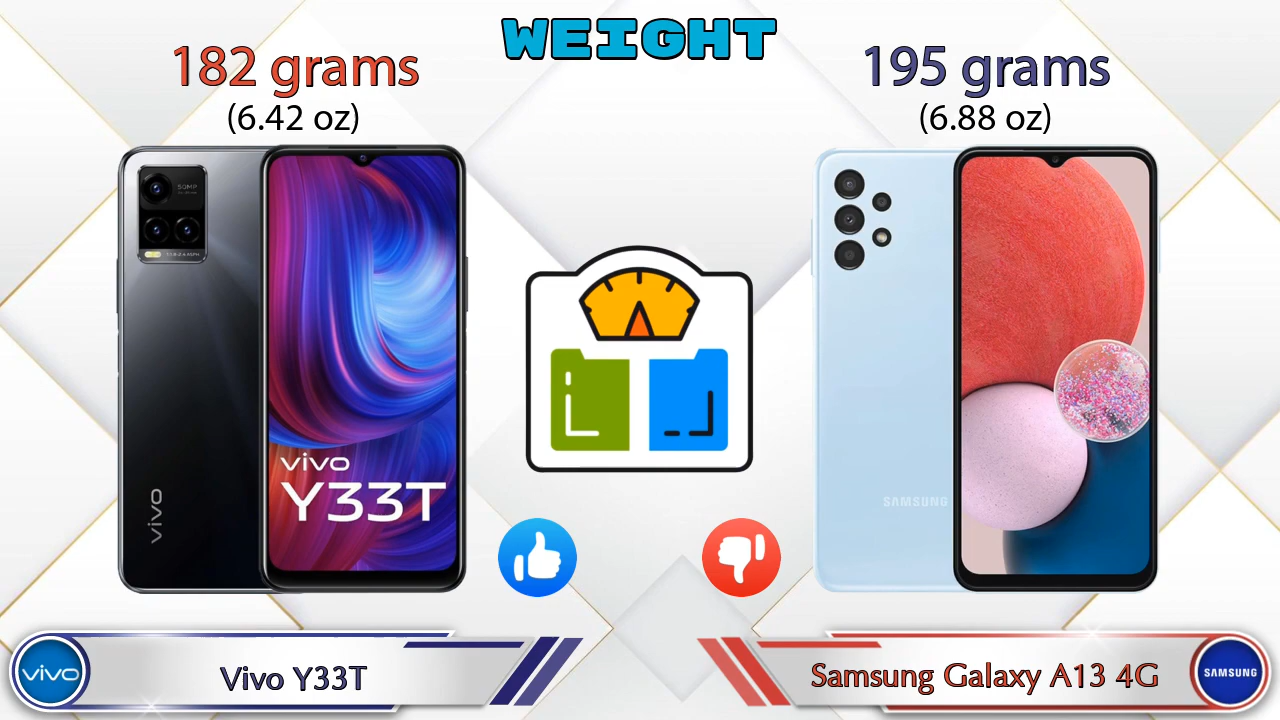 WEIGHT
182 grams
(6.42 oz)
195 grams
(6.88 oz)
50MP
vivo
vivo
Y33T
SAMSUNG
vivo
Vivo Y33T
Samsung Galaxy A13 4G
SAMSUNG